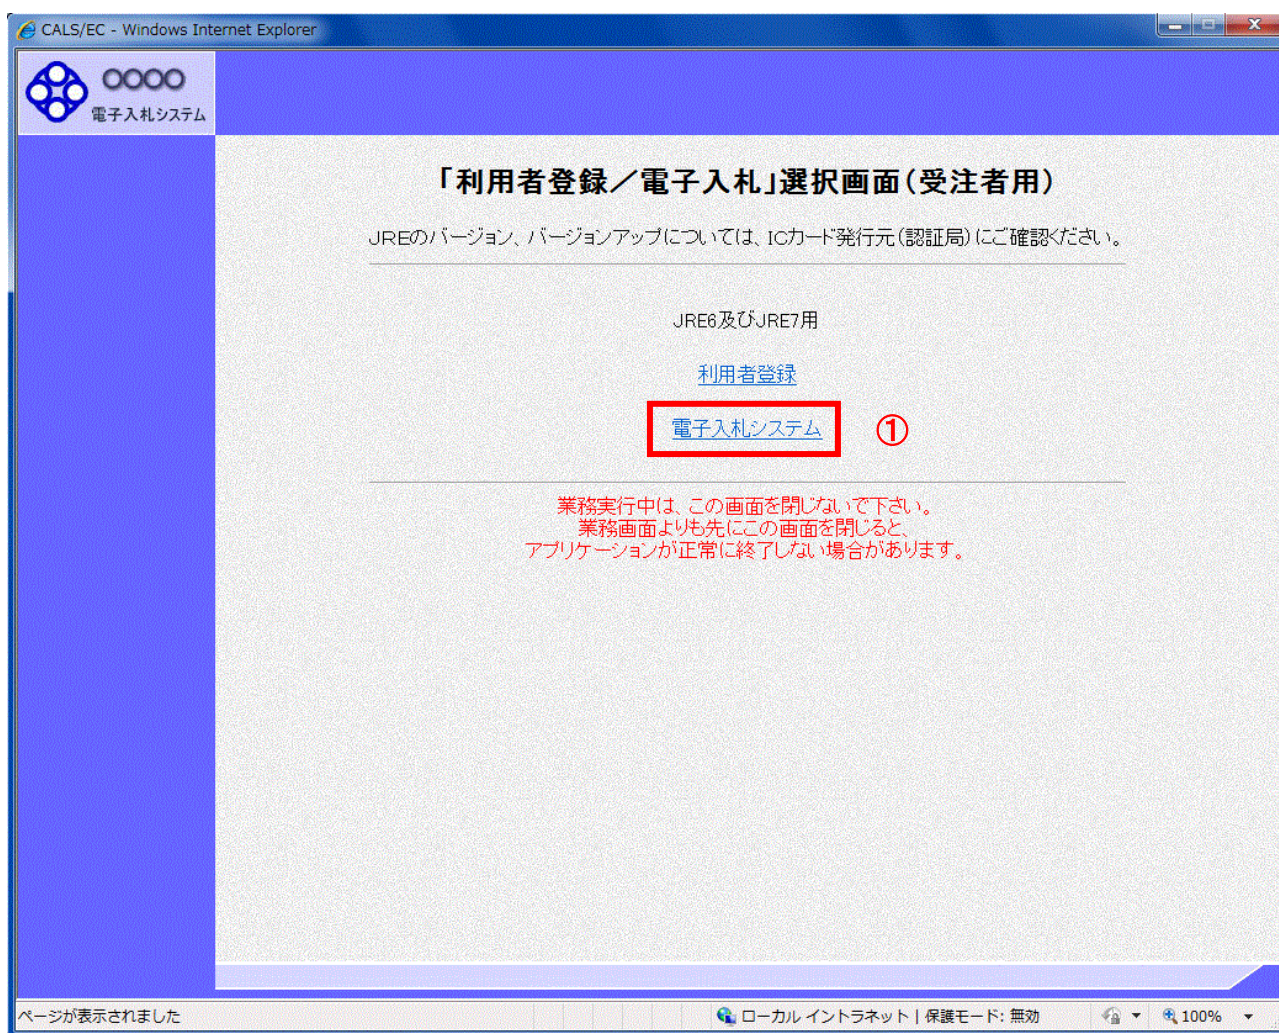 CALS/EC - Windows Internet Explorer
○○○○
電子入札システム
「利用者登録／電子入札」選択画面（受注者用）
JREのバージョン、バージョンアップについては、ICカード発行元（認証局）にご確認ください。
JRE6及びJRE7用
利用者登録
電子入札システム
①
業務実行中は、この画面を閉じないで下さい。
業務画面よりも先にこの画面を閉じると、
アプリケーションが正常に終了しない場合があります。
ページが表示されました
ローカル イントラネット | 保護モード: 無効
100%